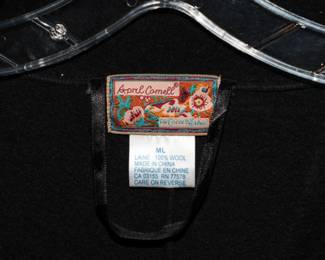 April Cornell
ML
LAINE 100% WOOL
MADE IN CHINA
FABRIQUE EN CHINE
CA 03155 RN 77578
CARE ON REVERSE